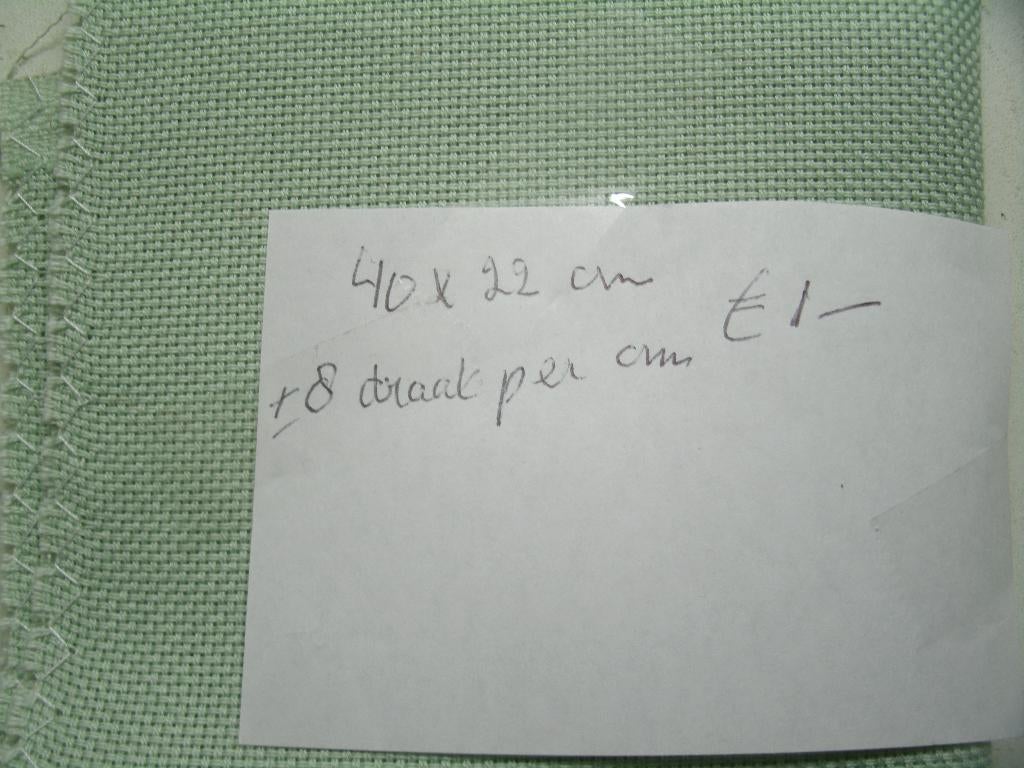 40 x 22 cm
€ 1 —
± 8 draad per cm